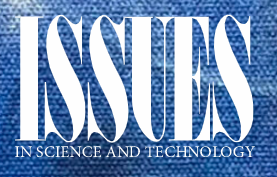 ISSUES
IN SCIENCE AND TECHNOLOGY